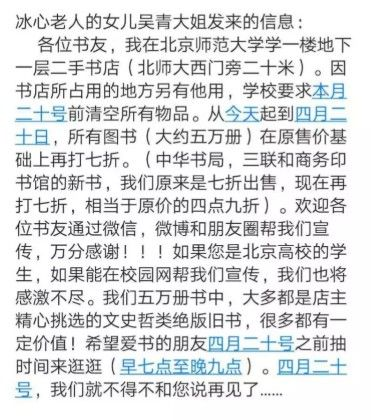 冰心老人的女儿吴青大姐发来的信息：
各位书友，我在北京师范大学学一楼地下
一层二手书店（北师大西门旁二十米）。因
书店所占用的地方另有他用，学校要求本月
二十号前清空所有物品。从今天起到四月二
十日，所有图书（大约五万册）在原售价基
础上再打七折。（中华书局，三联和商务印
书馆的新书，我们原来是七折出售，现在再
打七折，相当于原价的四点九折）。欢迎各
位书友通过微信，微博和朋友圈帮我们宣
传，万分感谢！！！如果您是北京高校的学
生，如果能在校园网帮我们宣传，我们也将
感激不尽。我们五万册书中，大多都是店主
精心挑选的文史哲类绝版旧书，很多都有一
定价值！希望爱书的朋友四月二十号之前抽
时间来逛逛（早七点至晚九点）。四月二十
号，我们就不得不和您说再见了……